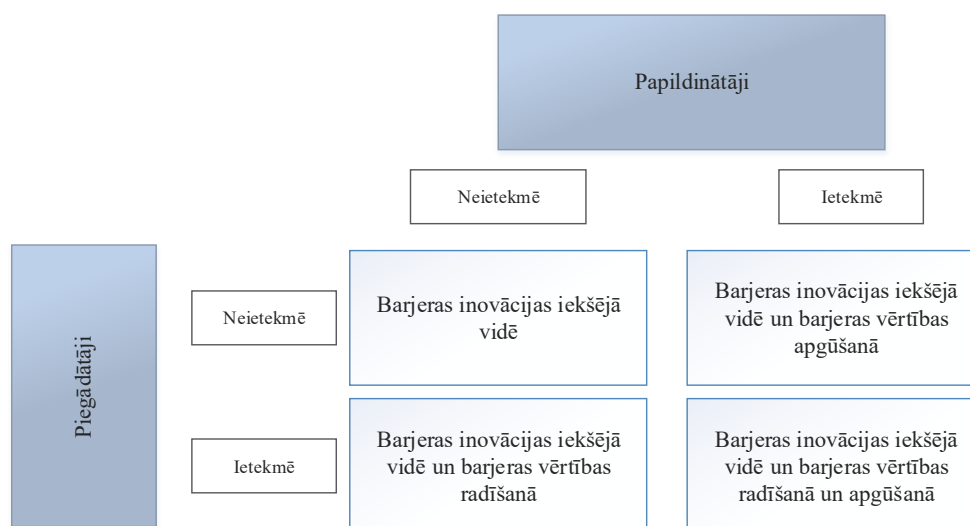 Papildinātāji
Neietekmē
Ietekmē
Piegādātāji
Neietekmē
Barjeras inovācijas iekšējā
vidē
Barjeras inovācijas iekšējā
vidē un barjeras vērtības
apgūšanā
Ietekmē
Barjeras inovācijas iekšējā
vidē un barjeras vērtības
radīšanā
Barjeras inovācijas iekšējā
vidē un barjeras vērtības
radīšanā un apgūšanā